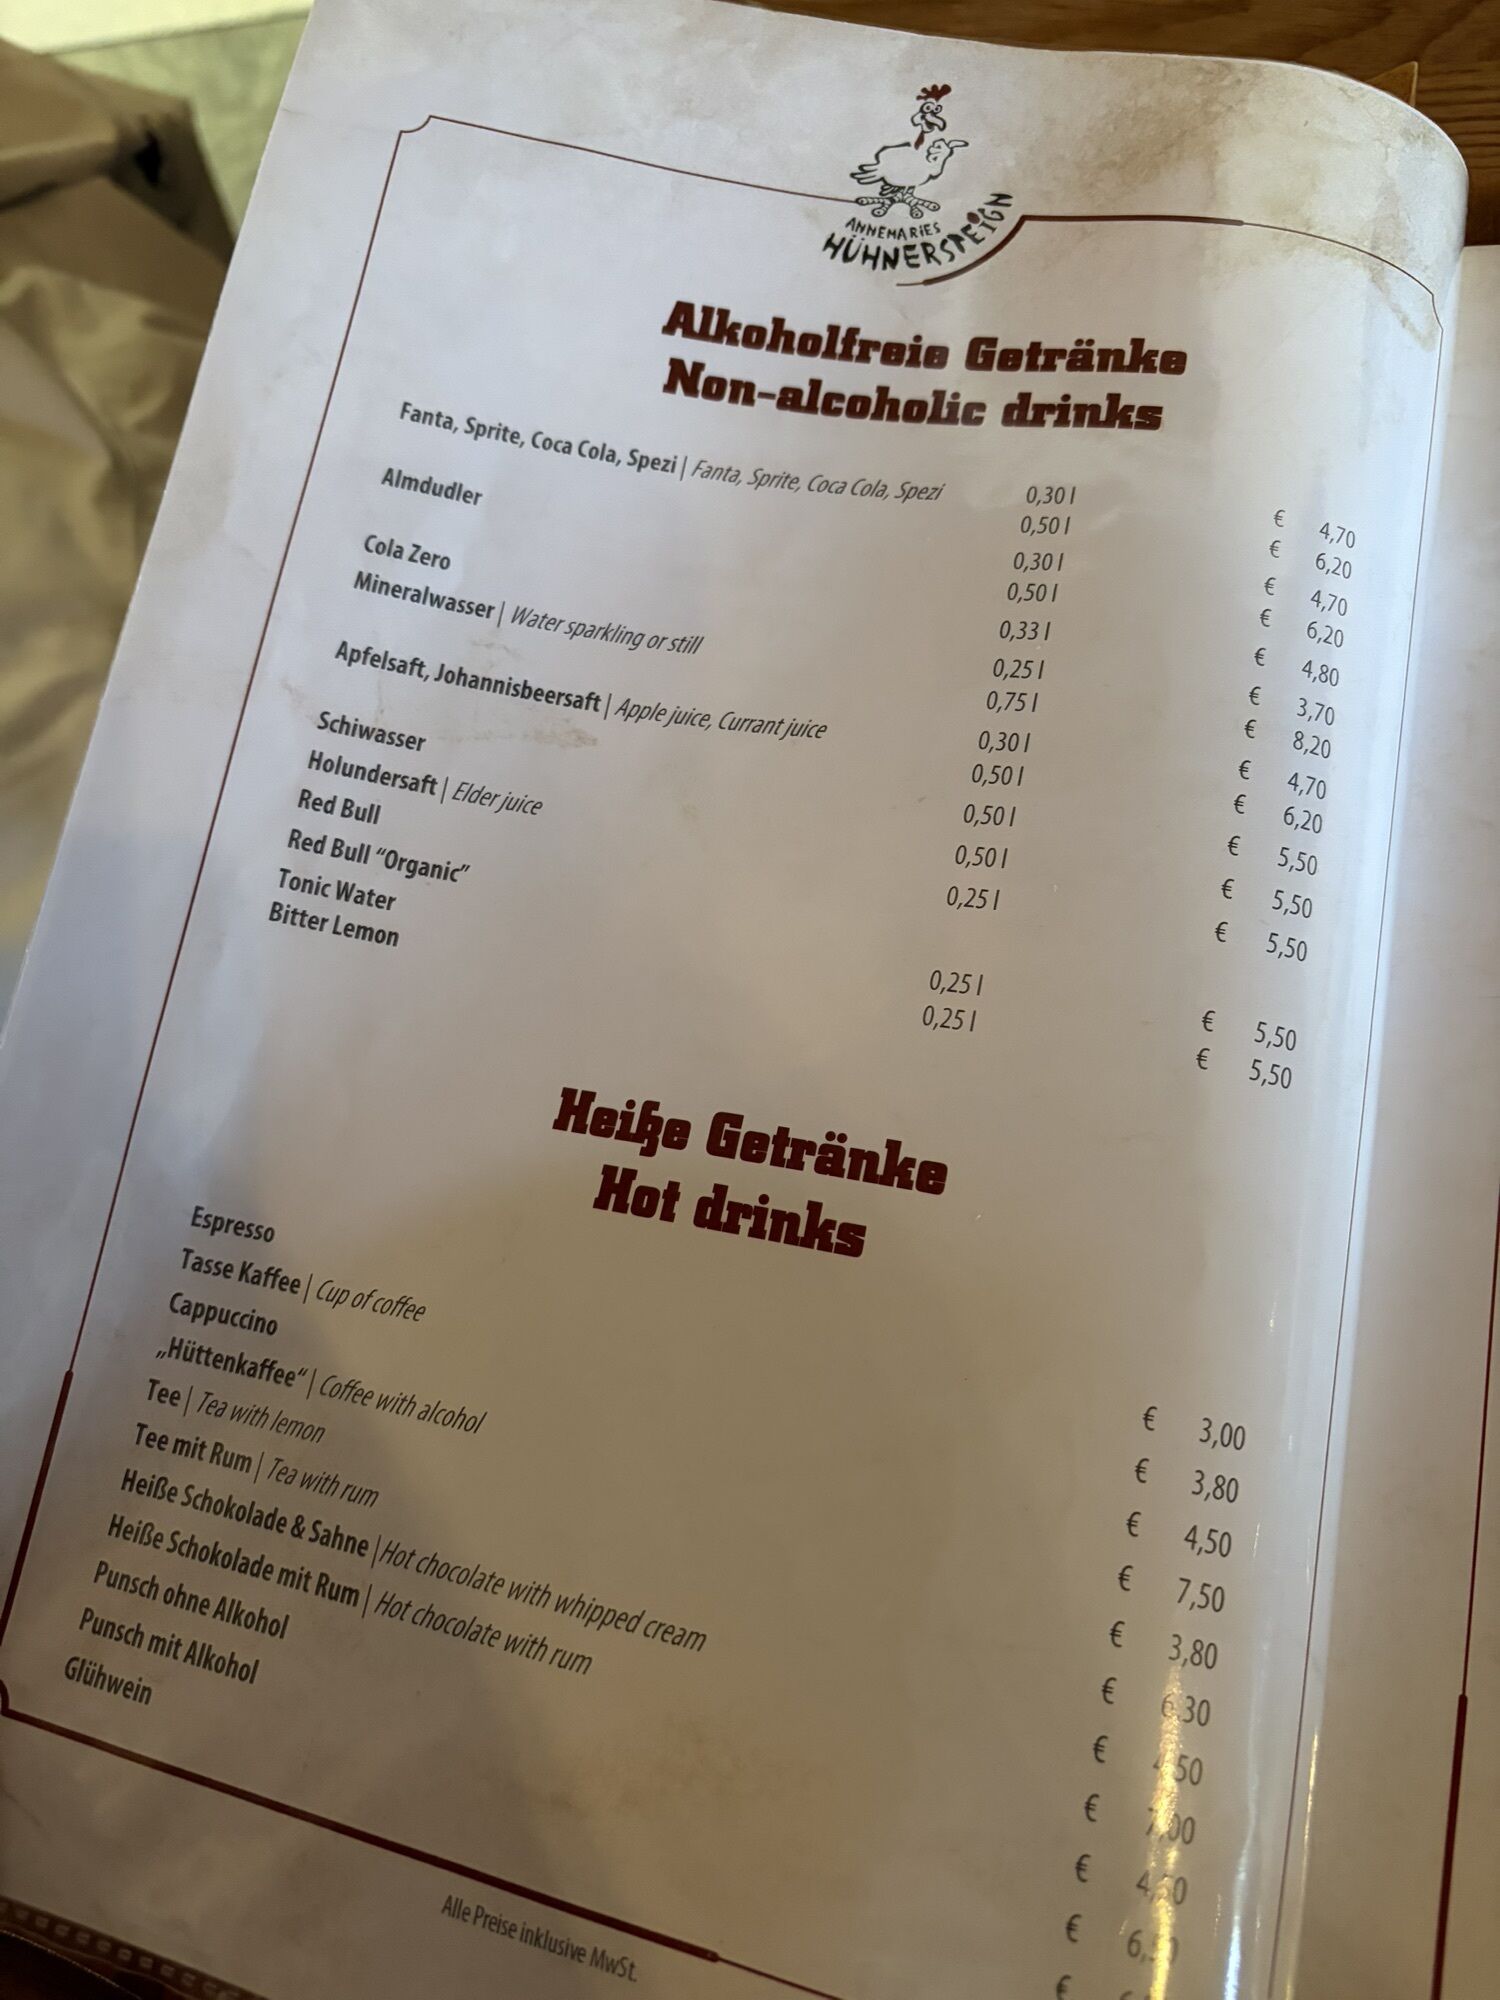 ANNEMARIES
HÜHNERSTEIGN
Alkoholfreie Getränke
Non-alcoholic drinks
Fanta, Sprite, Coca Cola, Spezi | Fanta, Sprite, Coca Cola, Spezi 0,30 l € 4,70
0,50 l € 6,20
Almdudler 0,30 l € 4,70
0,50 l € 6,20
Cola Zero 0,33 l € 4,80
Mineralwasser | Water sparkling or still 0,25 l € 3,70
0,75 l € 8,20
Apfelsaft, Johannisbeersaft | Apple juice, Currant juice 0,30 l € 4,70
0,50 l € 6,20
Schiwasser 0,50 l € 5,50
Holundersaft | Elder juice 0,50 l € 5,50
Red Bull 0,25 l € 5,50
Red Bull “Organic”
Tonic Water 0,25 l € 5,50
Bitter Lemon 0,25 l € 5,50
Heiße Getränke
Hot drinks
Espresso € 3,00
Tasse Kaffee | Cup of coffee € 3,80
Cappuccino € 4,50
„Hüttenkaffee“ | Coffee with alcohol € 7,50
Tee | Tea with lemon € 3,80
Tee mit Rum | Tea with rum € 6,30
Heiße Schokolade & Sahne | Hot chocolate with whipped cream € 4,50
Heiße Schokolade mit Rum | Hot chocolate with rum € 7,00
Punsch ohne Alkohol €
Punsch mit Alkohol €
Glühwein €
Alle Preise inklusive MwSt.